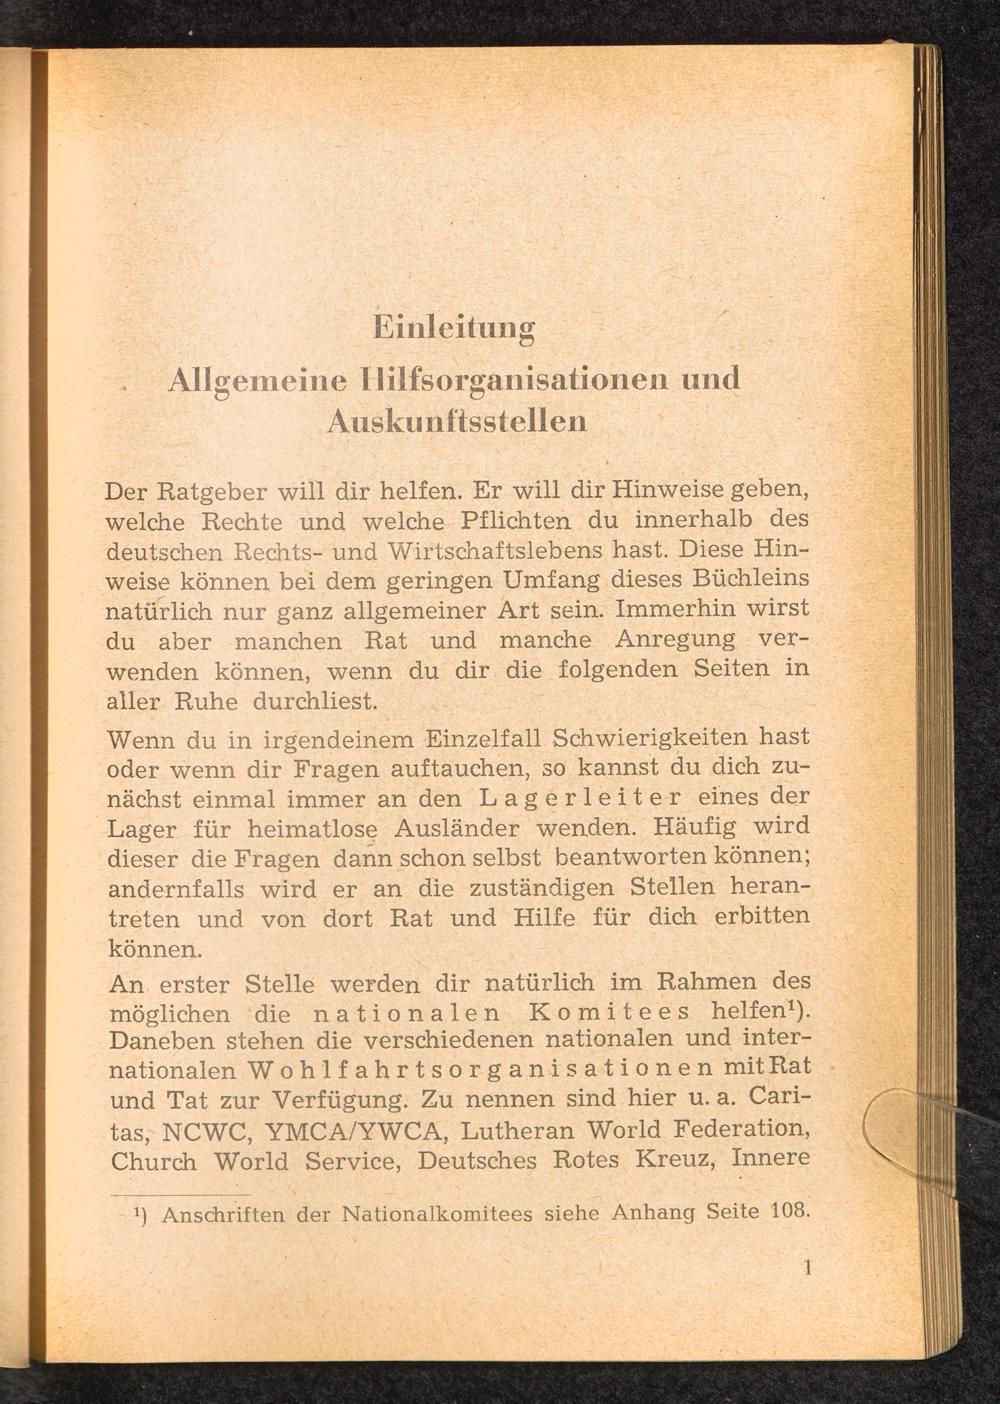 Einleitung
Allgemeine Hilfsorganisationen und
Auskunftsstellen
Der Ratgeber will dir helfen. Er will dir Hinweise geben,
welche Rechte und welche Pflichten du innerhalb des
deutschen Rechts- und Wirtschaftslebens hast. Diese Hin-
weise können bei dem geringen Umfang dieses Büchleins
natürlich nur ganz allgemeiner Art sein. Immerhin wirst
du aber manchen Rat und manche Anregung ver-
wenden können, wenn du dir die folgenden Seiten in
aller Ruhe durchliest.
Wenn du in irgendeinem Einzelfall Schwierigkeiten hast
oder wenn dir Fragen auftauchen, so kannst du dich zu-
nächst einmal immer an den Lagerleiter eines der
Lager für heimatlose Ausländer wenden. Häufig wird
dieser die Fragen dann schon selbst beantworten können;
andernfalls wird er an die zuständigen Stellen heran-
treten und von dort Rat und Hilfe für dich erbitten
können.
An erster Stelle werden dir natürlich im Rahmen des
möglichen die nationalen Komitees helfen¹).
Daneben stehen die verschiedenen nationalen und inter-
nationalen Wohlfahrtsorganisationen mit Rat
und Tat zur Verfügung. Zu nennen sind hier u. a. Cari-
tas, NCWC, YMCA/YWCA, Lutheran World Federation,
Church World Service, Deutsches Rotes Kreuz, Innere
¹) Anschriften der Nationalkomitees siehe Anhang Seite 108.
1